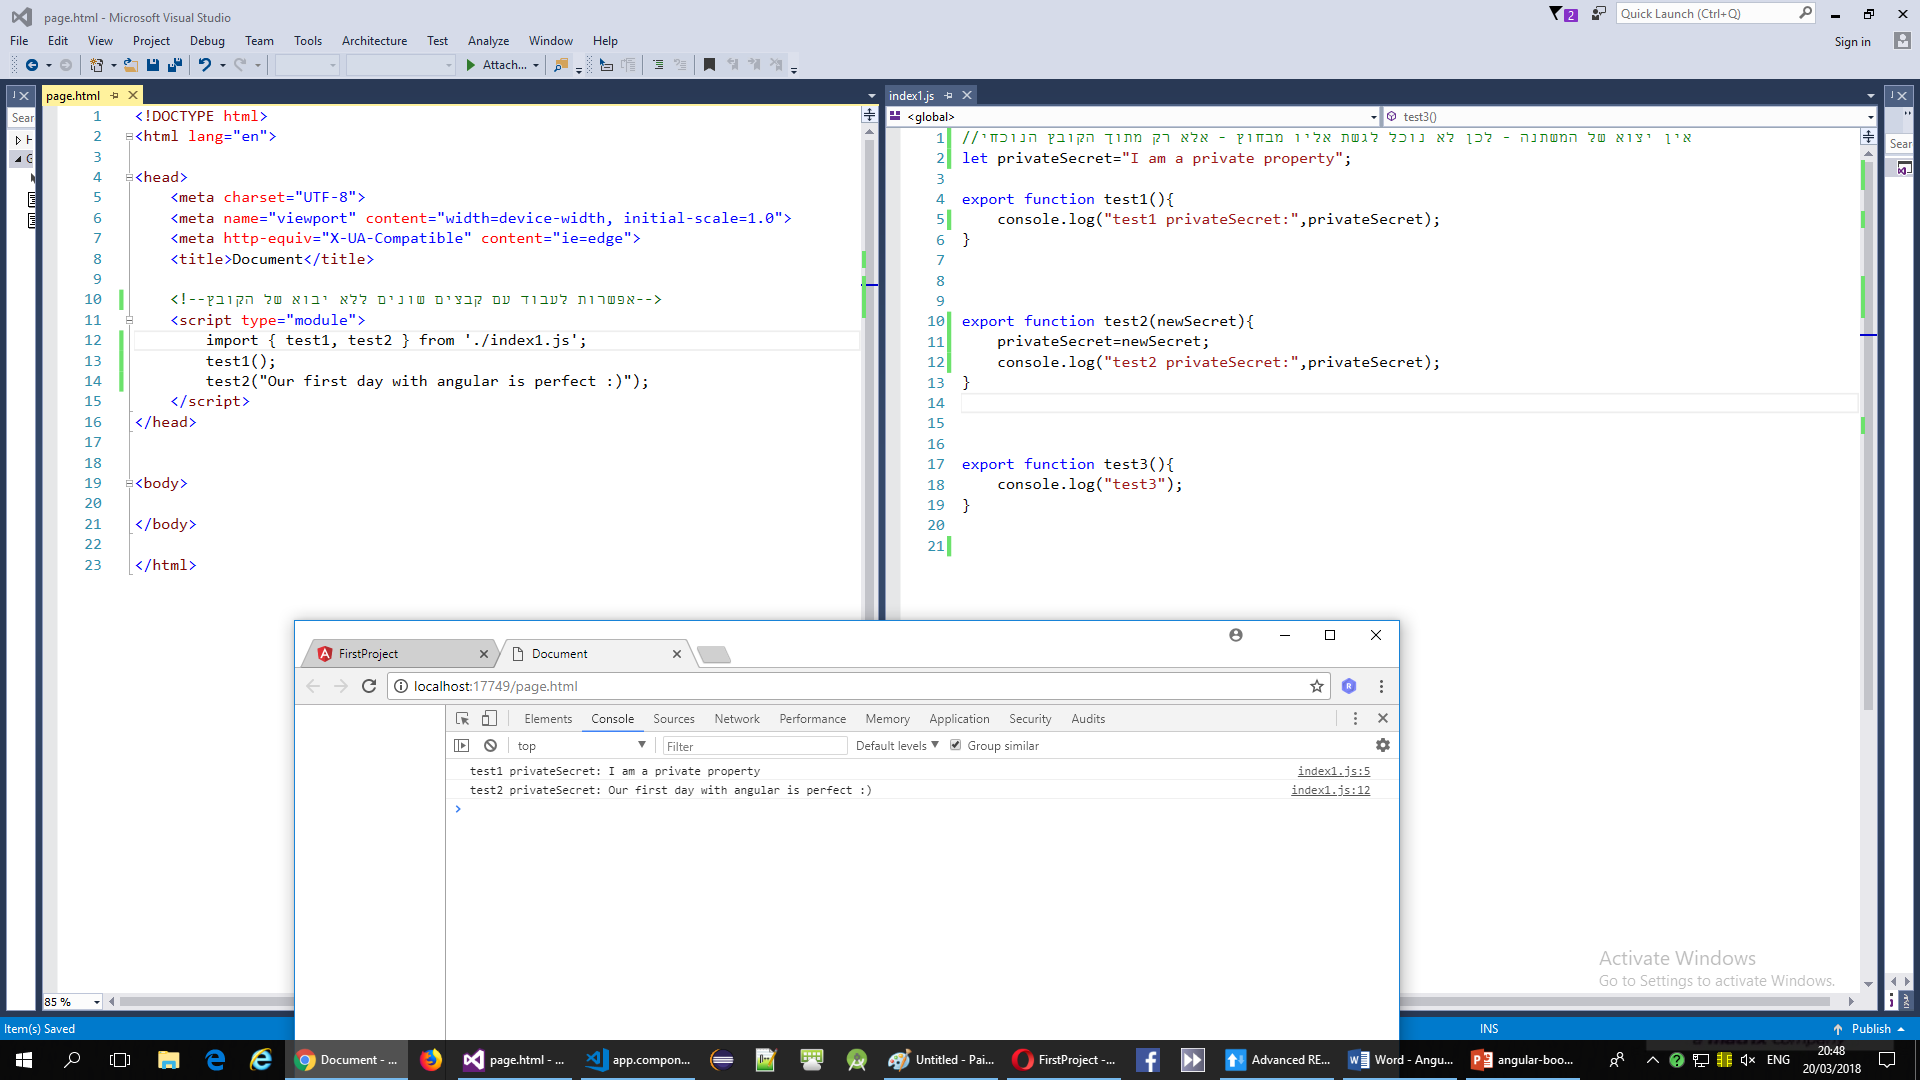 page.html - Microsoft Visual Studio
2
Quick Launch (Ctrl+Q)
File Edit View Project Debug Team Tools Architecture Test Analyze Window Help
Sign in
Attach...
page.html
1 <!DOCTYPE html>
2 <html lang="en">
3
4 <head>
5 <meta charset="UTF-8">
6 <meta name="viewport" content="width=device-width, initial-scale=1.0">
7 <meta http-equiv="X-UA-Compatible" content="ie=edge">
8 <title>Document</title>
9
10 <!--אפשרות לעבוד עם קבצים שונים ללא יבוא של הקובץ-->
11 <script type="module">
12 import { test1, test2 } from './index1.js';
13 test1();
14 test2("Our first day with angular is perfect :)");
15 </script>
16 </head>
17
18
19 <body>
20
21 </body>
22
23 </html>
85 %
Sear
index1.js
<global>
test3()
1 //אין יצוא של המשתנה - לכן לא נוכל לגשת אליו מבחוץ - אלא רק מתוך הקובץ הנוכחי
2 let privateSecret="I am a private property";
3
4 export function test1(){
5 console.log("test1 privateSecret:",privateSecret);
6 }
7
8
9
10 export function test2(newSecret){
11 privateSecret=newSecret;
12 console.log("test2 privateSecret:",privateSecret);
13 }
14
15
16
17 export function test3(){
18 console.log("test3");
19 }
20
21
Sear
FirstProject
Document
localhost:17749/page.html
Elements Console Sources Network Performance Memory Application Security Audits
top
Filter
Default levels
Group similar
test1 privateSecret: I am a private property index1.js:5
test2 privateSecret: Our first day with angular is perfect :) index1.js:12
Activate Windows
Go to Settings to activate Windows.
Item(s) Saved
INS
Publish
Document - ...
page.html - ...
app.compon...
Untitled - Pai...
FirstProject -...
Advanced RE...
Word - Angu...
angular-boo...
ENG
20:48
20/03/2018